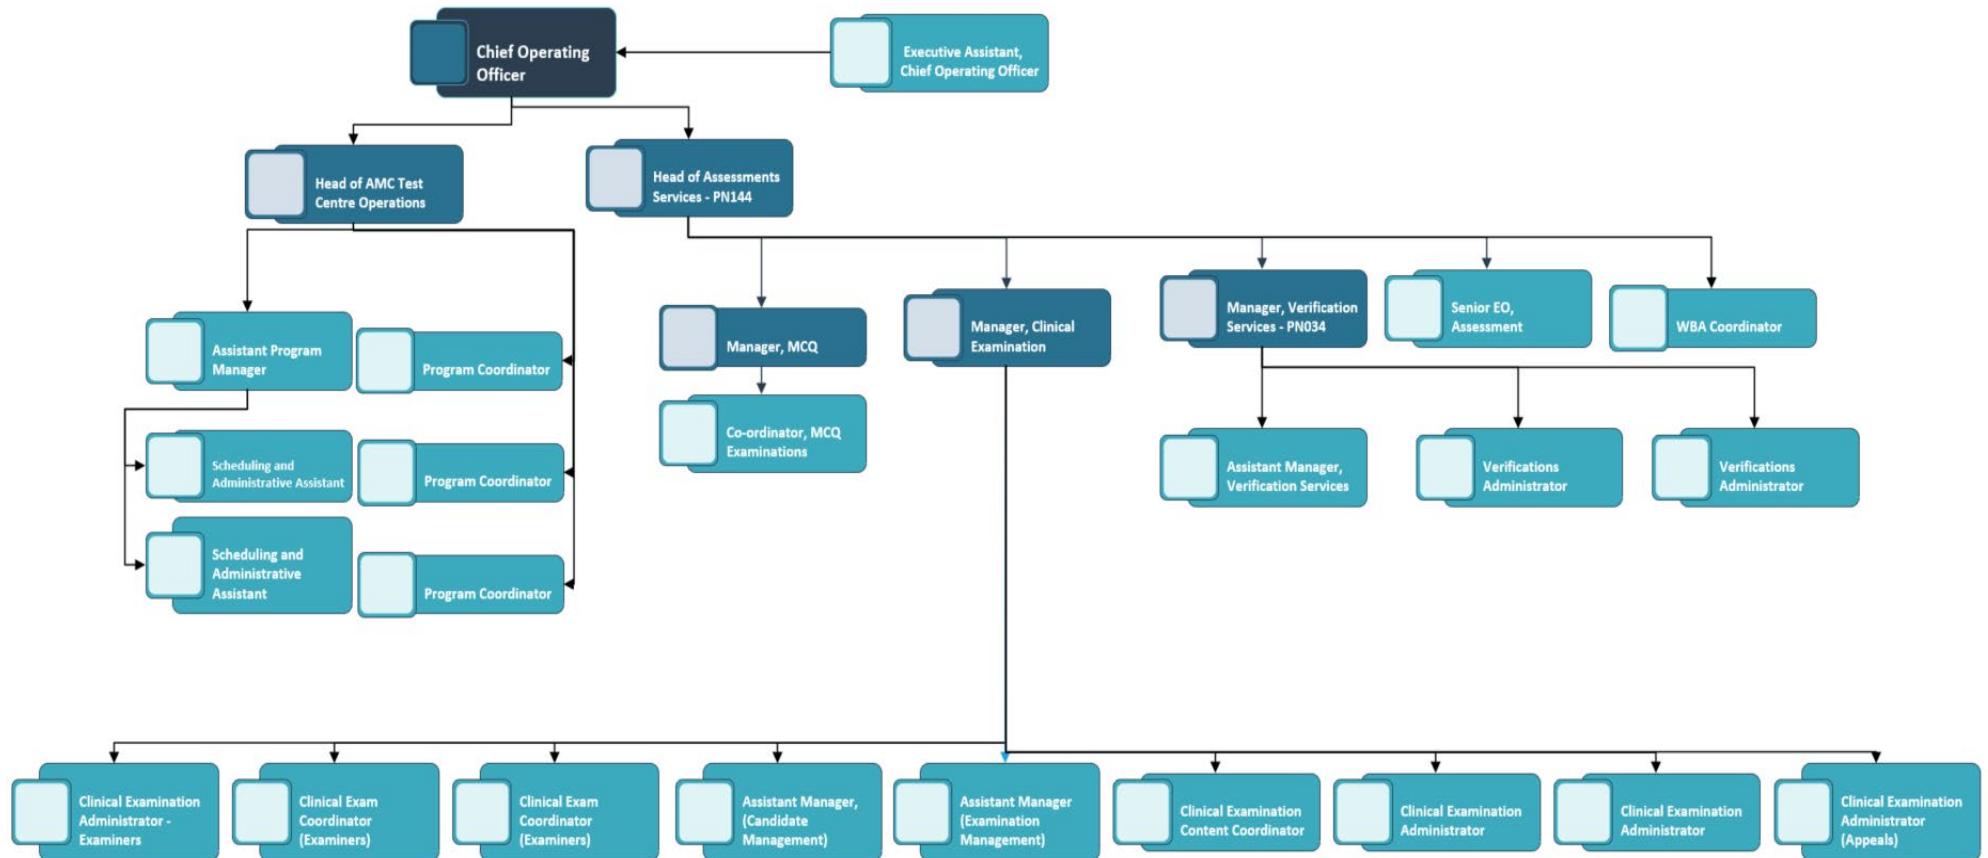 Chief Operating
Officer
Executive Assistant,
Chief Operating Officer
Head of AMC Test
Centre Operations
Head of Assessments
Services - PN144
Assistant Program
Manager
Program Coordinator
Scheduling and
Administrative Assistant
Program Coordinator
Scheduling and
Administrative
Assistant
Program Coordinator
Manager, MCQ
Co-ordinator, MCQ
Examinations
Manager, Clinical
Examination
Manager, Verification
Services - PN034
Senior EO,
Assessment
WBA Coordinator
Assistant Manager,
Verification Services
Verifications
Administrator
Verifications
Administrator
Clinical Examination
Administrator -
Examiners
Clinical Exam
Coordinator
(Examiners)
Clinical Exam
Coordinator
(Examiners)
Assistant Manager,
(Candidate
Management)
Assistant Manager
(Examination
Management)
Clinical Examination
Content Coordinator
Clinical Examination
Administrator
Clinical Examination
Administrator
Clinical Examination
Administrator
(Appeals)